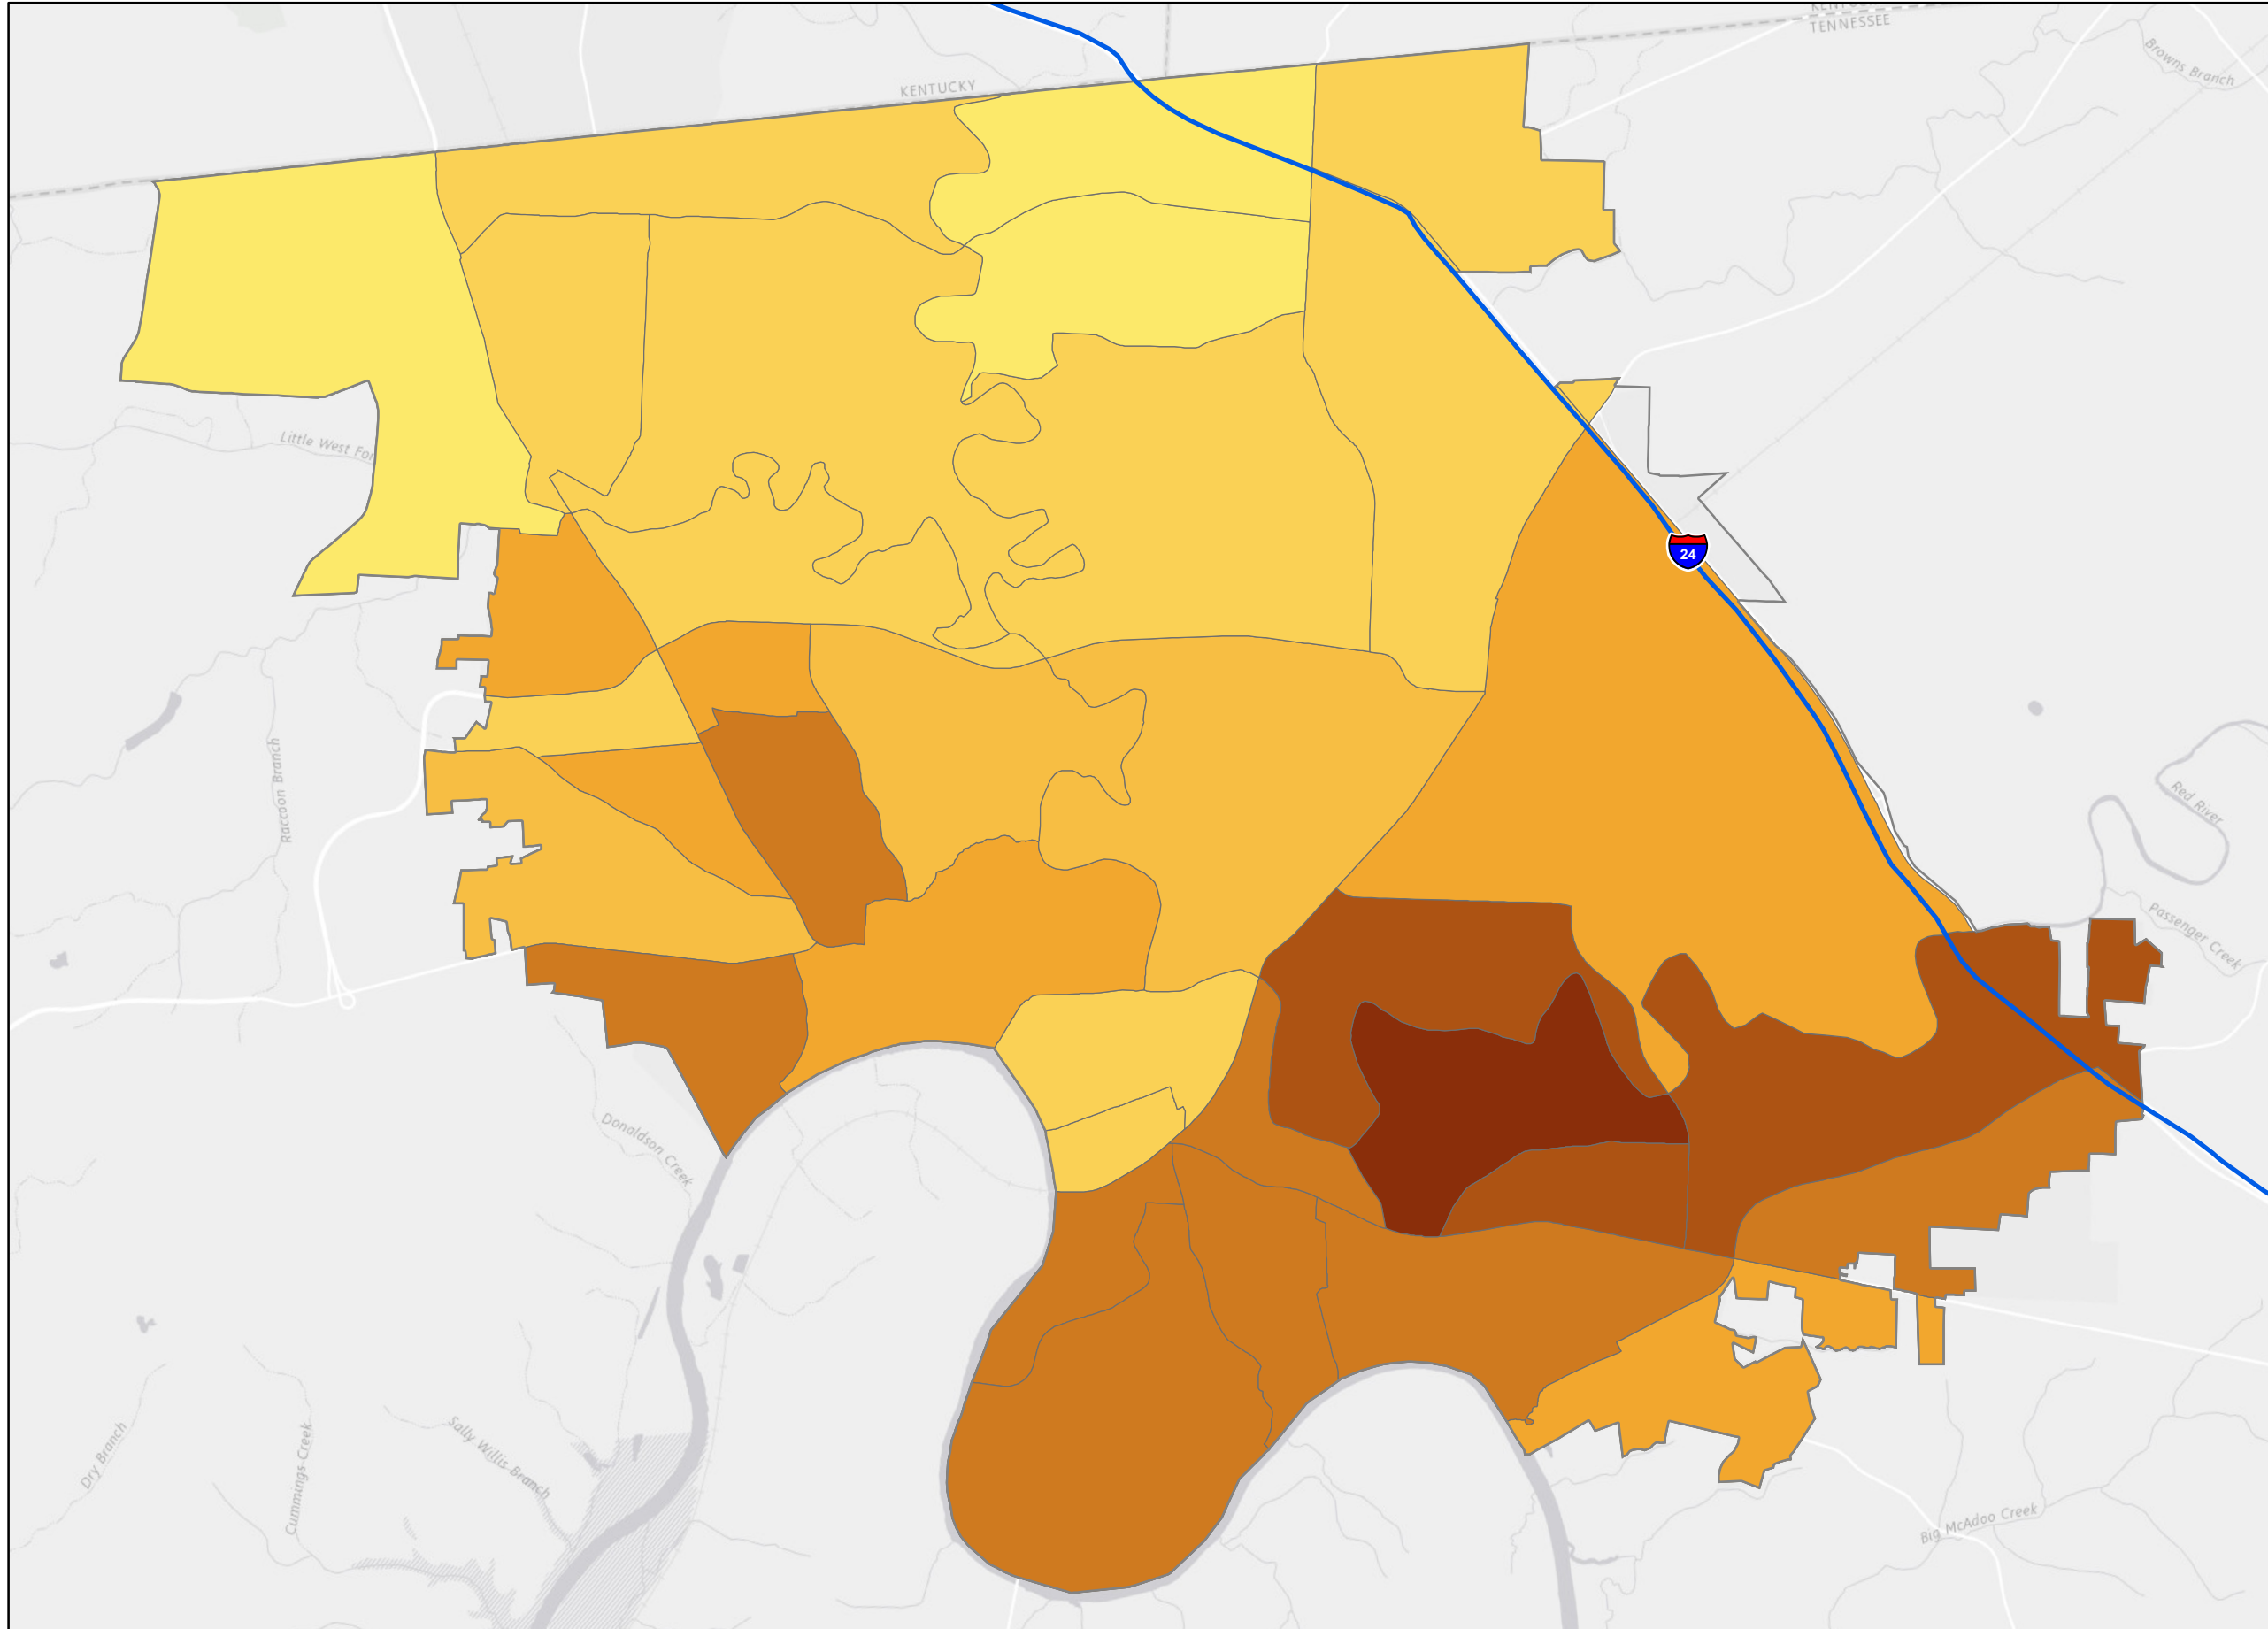 KENTUCKY
TENNESSEE
Browns Branch
KENTUCKY
Little West For
24
Raccoon Branch
Red River
Passenger Creek
Donaldson Creek
Dry Branch
Cummings Creek
Sally Willis Branch
Big McAdoo Creek